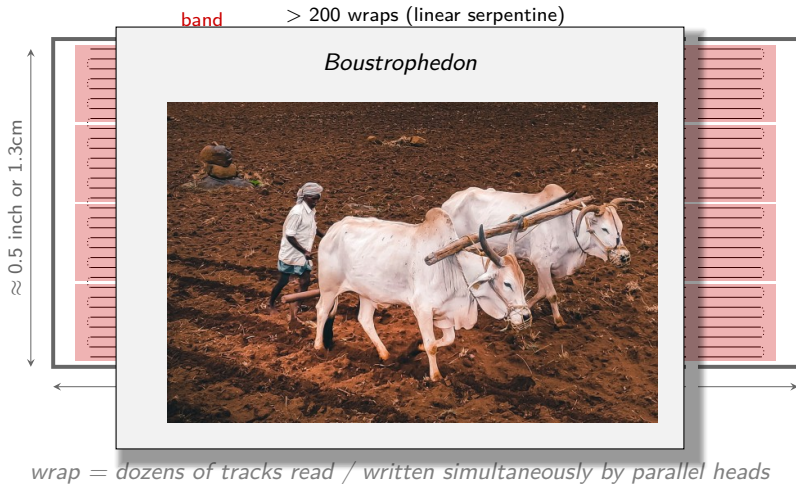 band
> 200 wraps (linear serpentine)
Boustrophedon
≈ 0.5 inch or 1.3cm
wrap = dozens of tracks read / written simultaneously by parallel heads